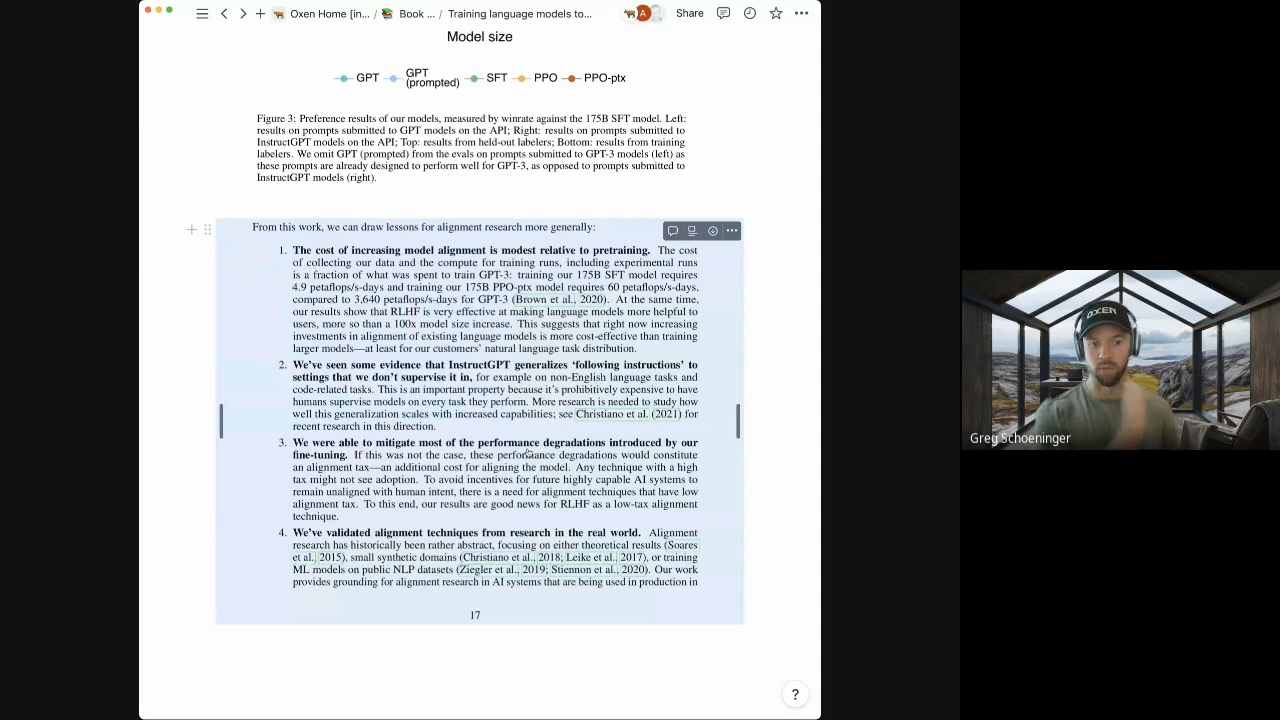 Oxen Home [in... / Book ... / Training language models to...
A
Share
Model size
GPT
GPT
(prompted)
SFT
PPO
PPO-ptx
Figure 3: Preference results of our models, measured by winrate against the 175B SFT model. Left:
results on prompts submitted to GPT models on the API; Right: results on prompts submitted to
InstructGPT models on the API; Top: results from held-out labelers; Bottom: results from training
labelers. We omit GPT (prompted) from the evals on prompts submitted to GPT-3 models (left) as
these prompts are already designed to perform well for GPT-3, as opposed to prompts submitted to
InstructGPT models (right).
From this work, we can draw lessons for alignment research more generally:
1. The cost of increasing model alignment is modest relative to pretraining. The cost
of collecting our data and the compute for training runs, including experimental runs
is a fraction of what was spent to train GPT-3: training our 175B SFT model requires
4.9 petaflops/s-days and training our 175B PPO-ptx model requires 60 petaflops/s-days,
compared to 3,640 petaflops/s-days for GPT-3 (Brown et al., 2020). At the same time,
our results show that RLHF is very effective at making language models more helpful to
users, more so than a 100x model size increase. This suggests that right now increasing
investments in alignment of existing language models is more cost-effective than training
larger models—at least for our customers' natural language task distribution.
2. We've seen some evidence that InstructGPT generalizes 'following instructions' to
settings that we don't supervise it in, for example on non-English language tasks and
code-related tasks. This is an important property because it's prohibitively expensive to have
humans supervise models on every task they perform. More research is needed to study how
well this generalization scales with increased capabilities; see Christiano et al. (2021) for
recent research in this direction.
3. We were able to mitigate most of the performance degradations introduced by our
fine-tuning. If this was not the case, these performance degradations would constitute
an alignment tax—an additional cost for aligning the model. Any technique with a high
tax might not see adoption. To avoid incentives for future highly capable AI systems to
remain unaligned with human intent, there is a need for alignment techniques that have low
alignment tax. To this end, our results are good news for RLHF as a low-tax alignment
technique.
4. We've validated alignment techniques from research in the real world. Alignment
research has historically been rather abstract, focusing on either theoretical results (Soares
et al., 2015), small synthetic domains (Christiano et al., 2018; Leike et al., 2017), or training
ML models on public NLP datasets (Ziegler et al., 2019; Stiennon et al., 2020). Our work
provides grounding for alignment research in AI systems that are being used in production in
17
?
OXEN
Greg Schoeninger